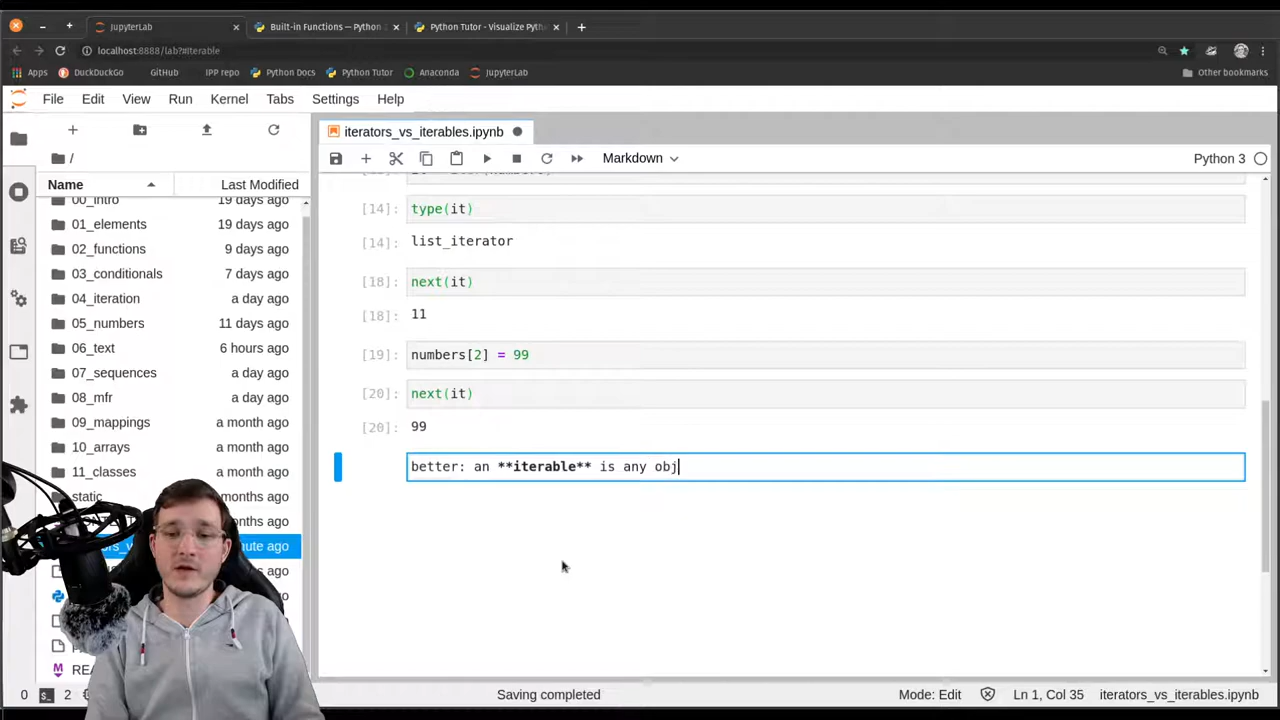 JupyterLab
Built-in Functions — Python
Python Tutor - Visualize Pyth
localhost:8888/lab?#Iterable
Apps DuckDuckGo GitHub IPP repo Python Docs Python Tutor Anaconda JupyterLab Other bookmarks
File Edit View Run Kernel Tabs Settings Help
iterators_vs_iterables.ipynb
/
Markdown
Python 3
Name Last Modified
00_intro 19 days ago
01_elements 19 days ago
02_functions 9 days ago
03_conditionals 7 days ago
04_iteration a day ago
05_numbers 11 days ago
06_text 6 hours ago
07_sequences a day ago
08_mfr a day ago
09_mappings a month ago
10_arrays a month ago
11_classes a month ago
static months ago
months ago
nute ago
[14]: type(it)
[14]: list_iterator
[18]: next(it)
[18]: 11
[19]: numbers[2] = 99
[20]: next(it)
[20]: 99
better: an **iterable** is any obj
0 2 Saving completed Mode: Edit Ln 1, Col 35 iterators_vs_iterables.ipynb